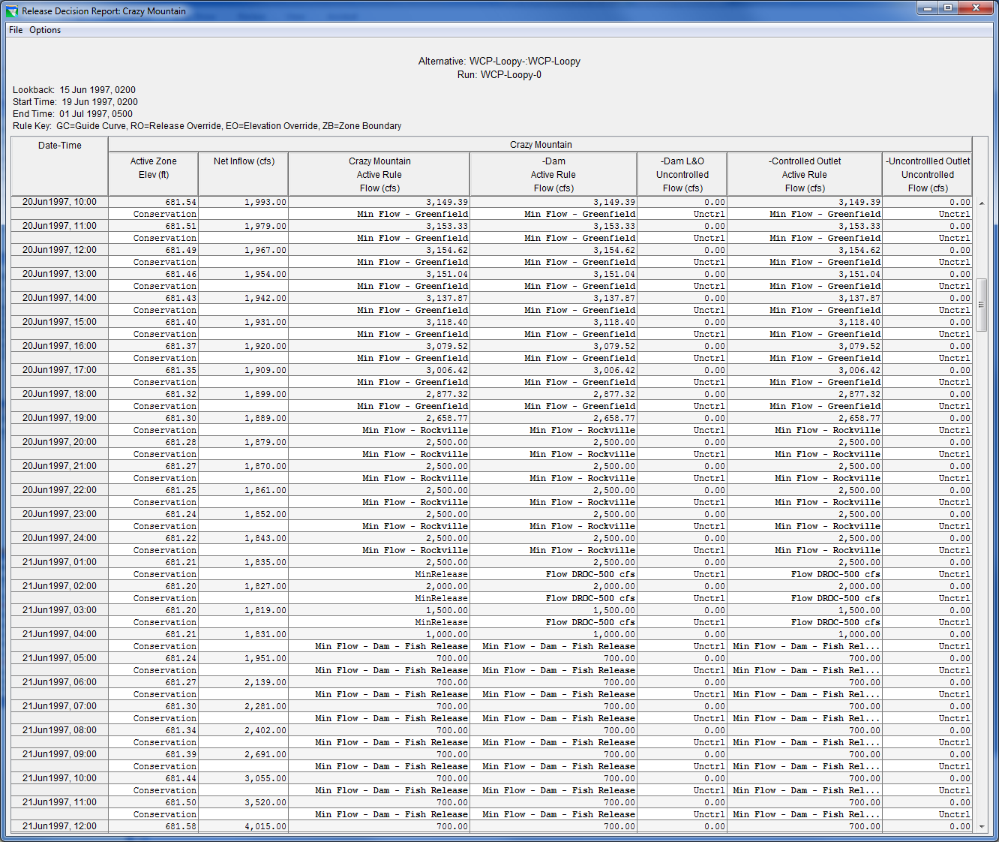 Release Decision Report: Crazy Mountain
File Options
Alternative: WCP-Loopy-:WCP-Loopy
Run: WCP-Loopy-0
Lookback: 15 Jun 1997, 0200
Start Time: 19 Jun 1997, 0200
End Time: 01 Jul 1997, 0500
Rule Key: GC=Guide Curve, RO=Release Override, EO=Elevation Override, ZB=Zone Boundary
Date-Time Crazy Mountain
Active Zone Net Inflow (cfs) Crazy Mountain -Dam -Dam L&O -Controlled Outlet -Uncontrollled Outlet
Elev (ft) Active Rule Active Rule Uncontrolled Active Rule Uncontrolled
Flow (cfs) Flow (cfs) Flow (cfs) Flow (cfs) Flow (cfs)
20Jun1997, 10:00 681.54 1,993.00 3,149.39 3,149.39 0.00 3,149.39 0.00
Conservation Min Flow - Greenfield Min Flow - Greenfield Unctrl Min Flow - Greenfield Unctrl
20Jun1997, 11:00 681.51 1,979.00 3,153.33 3,153.33 0.00 3,153.33 0.00
Conservation Min Flow - Greenfield Min Flow - Greenfield Unctrl Min Flow - Greenfield Unctrl
20Jun1997, 12:00 681.49 1,967.00 3,154.62 3,154.62 0.00 3,154.62 0.00
Conservation Min Flow - Greenfield Min Flow - Greenfield Unctrl Min Flow - Greenfield Unctrl
20Jun1997, 13:00 681.46 1,954.00 3,151.04 3,151.04 0.00 3,151.04 0.00
Conservation Min Flow - Greenfield Min Flow - Greenfield Unctrl Min Flow - Greenfield Unctrl
20Jun1997, 14:00 681.43 1,942.00 3,137.87 3,137.87 0.00 3,137.87 0.00
Conservation Min Flow - Greenfield Min Flow - Greenfield Unctrl Min Flow - Greenfield Unctrl
20Jun1997, 15:00 681.40 1,931.00 3,118.40 3,118.40 0.00 3,118.40 0.00
Conservation Min Flow - Greenfield Min Flow - Greenfield Unctrl Min Flow - Greenfield Unctrl
20Jun1997, 16:00 681.37 1,920.00 3,079.52 3,079.52 0.00 3,079.52 0.00
Conservation Min Flow - Greenfield Min Flow - Greenfield Unctrl Min Flow - Greenfield Unctrl
20Jun1997, 17:00 681.35 1,909.00 3,006.42 3,006.42 0.00 3,006.42 0.00
Conservation Min Flow - Greenfield Min Flow - Greenfield Unctrl Min Flow - Greenfield Unctrl
20Jun1997, 18:00 681.32 1,899.00 2,877.32 2,877.32 0.00 2,877.32 0.00
Conservation Min Flow - Greenfield Min Flow - Greenfield Unctrl Min Flow - Greenfield Unctrl
20Jun1997, 19:00 681.30 1,889.00 2,658.77 2,658.77 0.00 2,658.77 0.00
Conservation Min Flow - Rockville Min Flow - Rockville Unctrl Min Flow - Rockville Unctrl
20Jun1997, 20:00 681.28 1,879.00 2,500.00 2,500.00 0.00 2,500.00 0.00
Conservation Min Flow - Rockville Min Flow - Rockville Unctrl Min Flow - Rockville Unctrl
20Jun1997, 21:00 681.27 1,870.00 2,500.00 2,500.00 0.00 2,500.00 0.00
Conservation Min Flow - Rockville Min Flow - Rockville Unctrl Min Flow - Rockville Unctrl
20Jun1997, 22:00 681.25 1,861.00 2,500.00 2,500.00 0.00 2,500.00 0.00
Conservation Min Flow - Rockville Min Flow - Rockville Unctrl Min Flow - Rockville Unctrl
20Jun1997, 23:00 681.24 1,852.00 2,500.00 2,500.00 0.00 2,500.00 0.00
Conservation Min Flow - Rockville Min Flow - Rockville Unctrl Min Flow - Rockville Unctrl
20Jun1997, 24:00 681.22 1,843.00 2,500.00 2,500.00 0.00 2,500.00 0.00
Conservation Min Flow - Rockville Min Flow - Rockville Unctrl Min Flow - Rockville Unctrl
21Jun1997, 01:00 681.21 1,835.00 2,500.00 2,500.00 0.00 2,500.00 0.00
Conservation MinRelease Flow DROC-500 cfs Unctrl Flow DROC-500 cfs Unctrl
21Jun1997, 02:00 681.20 1,827.00 2,000.00 2,000.00 0.00 2,000.00 0.00
Conservation MinRelease Flow DROC-500 cfs Unctrl Flow DROC-500 cfs Unctrl
21Jun1997, 03:00 681.20 1,819.00 1,500.00 1,500.00 0.00 1,500.00 0.00
Conservation MinRelease Flow DROC-500 cfs Unctrl Flow DROC-500 cfs Unctrl
21Jun1997, 04:00 681.21 1,831.00 1,000.00 1,000.00 0.00 1,000.00 0.00
Conservation Min Flow - Dam - Fish Release Min Flow - Dam - Fish Release Unctrl Min Flow - Dam - Fish Rel... Unctrl
21Jun1997, 05:00 681.24 1,951.00 700.00 700.00 0.00 700.00 0.00
Conservation Min Flow - Dam - Fish Release Min Flow - Dam - Fish Release Unctrl Min Flow - Dam - Fish Rel... Unctrl
21Jun1997, 06:00 681.27 2,139.00 700.00 700.00 0.00 700.00 0.00
Conservation Min Flow - Dam - Fish Release Min Flow - Dam - Fish Release Unctrl Min Flow - Dam - Fish Rel... Unctrl
21Jun1997, 07:00 681.30 2,281.00 700.00 700.00 0.00 700.00 0.00
Conservation Min Flow - Dam - Fish Release Min Flow - Dam - Fish Release Unctrl Min Flow - Dam - Fish Rel... Unctrl
21Jun1997, 08:00 681.34 2,402.00 700.00 700.00 0.00 700.00 0.00
Conservation Min Flow - Dam - Fish Release Min Flow - Dam - Fish Release Unctrl Min Flow - Dam - Fish Rel... Unctrl
21Jun1997, 09:00 681.39 2,691.00 700.00 700.00 0.00 700.00 0.00
Conservation Min Flow - Dam - Fish Release Min Flow - Dam - Fish Release Unctrl Min Flow - Dam - Fish Rel... Unctrl
21Jun1997, 10:00 681.44 3,055.00 700.00 700.00 0.00 700.00 0.00
Conservation Min Flow - Dam - Fish Release Min Flow - Dam - Fish Release Unctrl Min Flow - Dam - Fish Rel... Unctrl
21Jun1997, 11:00 681.50 3,520.00 700.00 700.00 0.00 700.00 0.00
Conservation Min Flow - Dam - Fish Release Min Flow - Dam - Fish Release Unctrl Min Flow - Dam - Fish Rel... Unctrl
21Jun1997, 12:00 681.58 4,015.00 700.00 700.00 0.00 700.00 0.00